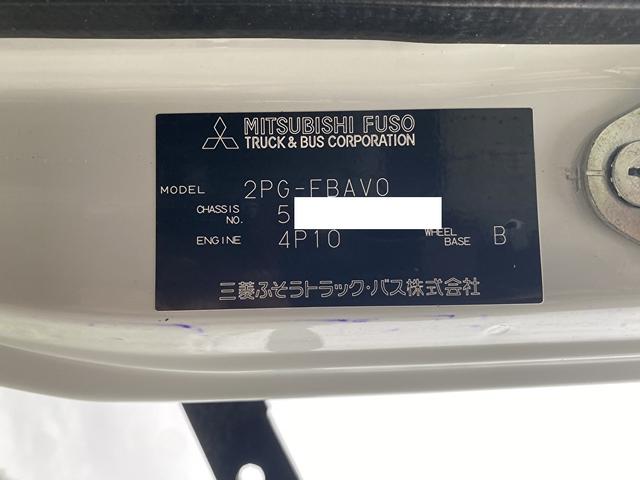 MITSUBISHI FUSO
TRUCK & BUS CORPORATION
MODEL 2PG-FBAV0
CHASSIS NO. 5
ENGINE 4P10 WHEEL BASE B
三菱ふそうトラック・バス株式会社